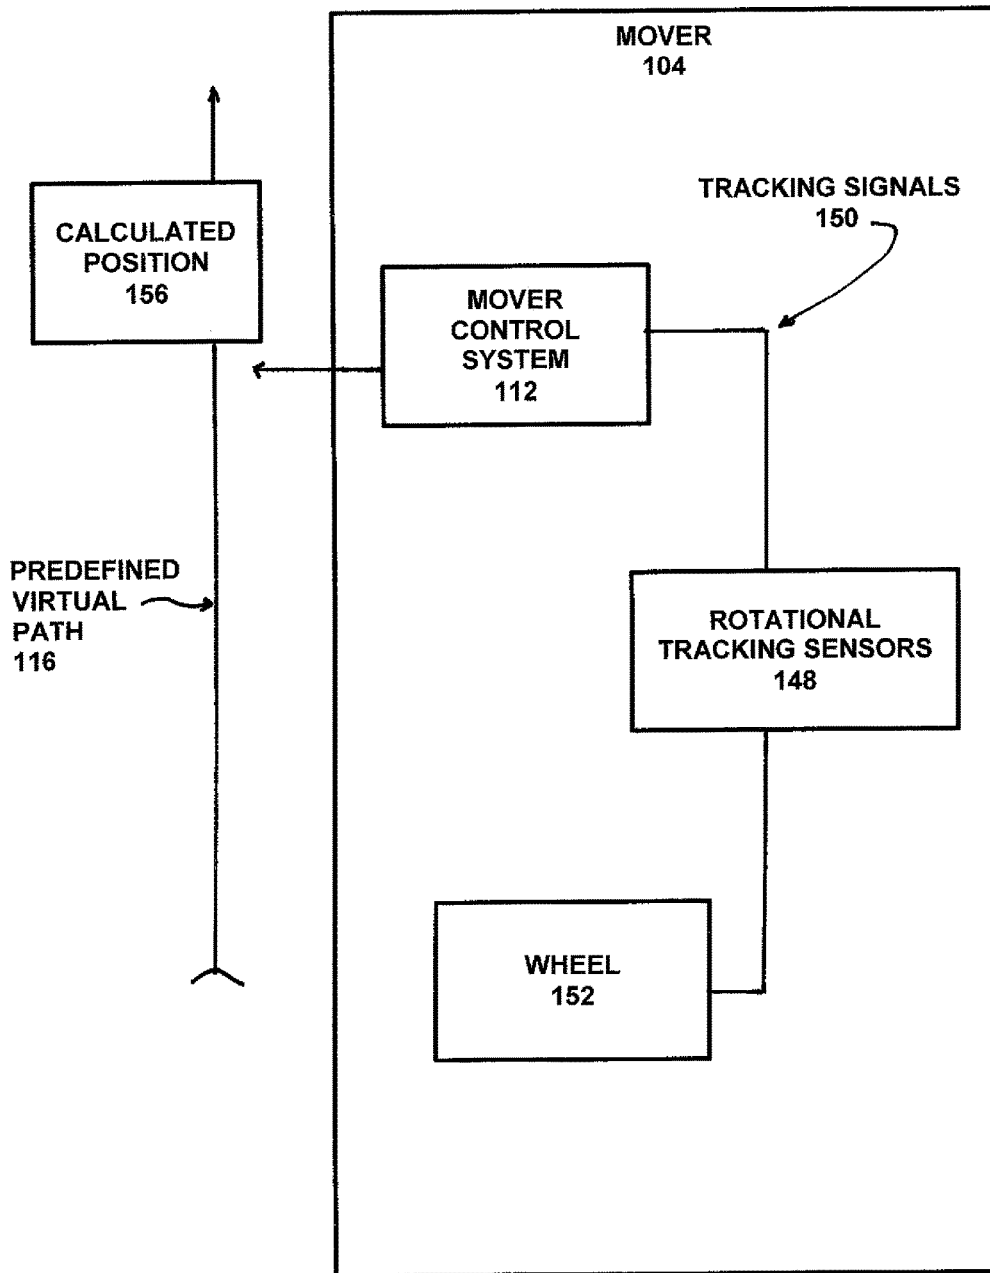 MOVER
104
TRACKING SIGNALS
150
CALCULATED
POSITION
156
MOVER
CONTROL
SYSTEM
112
PREDEFINED
VIRTUAL
PATH
116
ROTATIONAL
TRACKING SENSORS
148
WHEEL
152